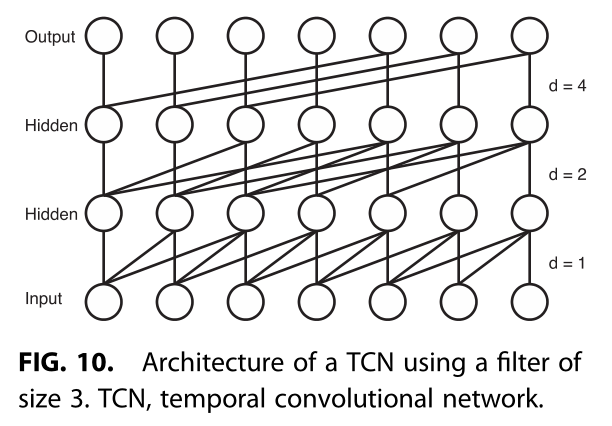 Output
d = 4
Hidden
d = 2
Hidden
d = 1
Input
FIG. 10. Architecture of a TCN using a filter of
size 3. TCN, temporal convolutional network.